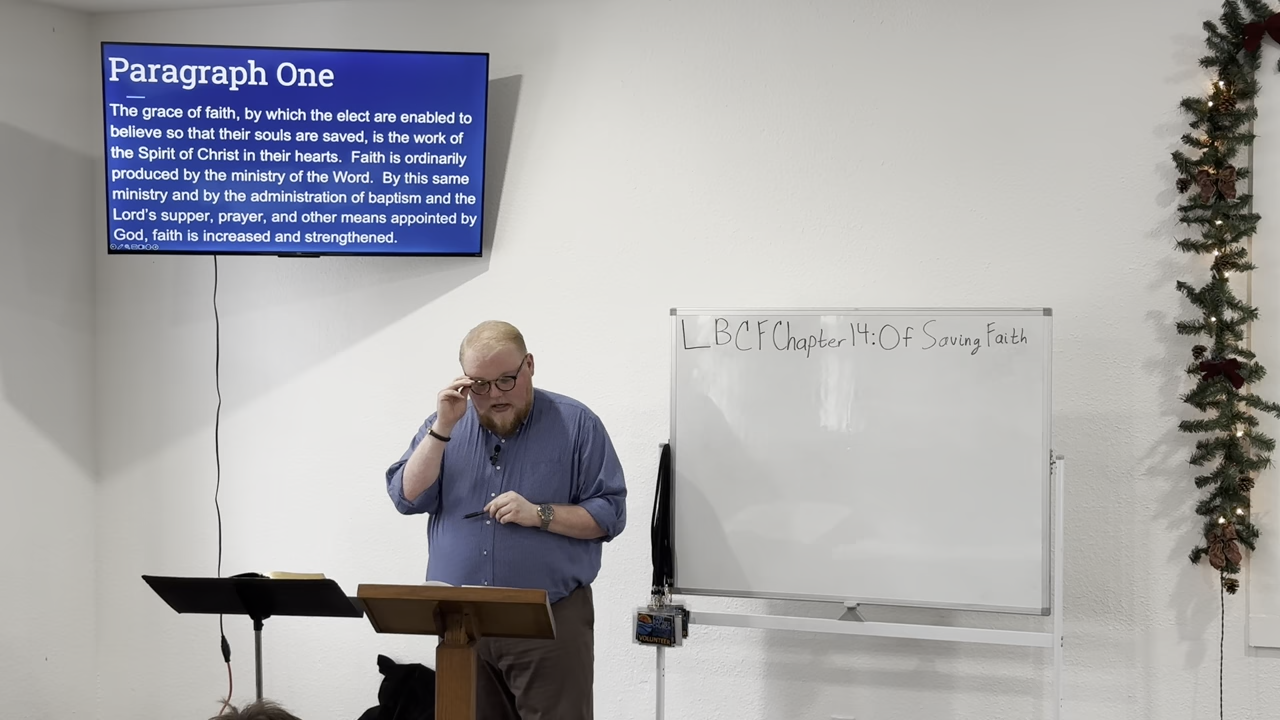 Paragraph One
The grace of faith, by which the elect are enabled to
believe so that their souls are saved, is the work of
the Spirit of Christ in their hearts.  Faith is ordinarily
produced by the ministry of the Word.  By this same
ministry and by the administration of baptism and the
Lord's supper, prayer, and other means appointed by
God, faith is increased and strengthened.
LBCF Chapter 14: Of Saving Faith
VOLUNTEER